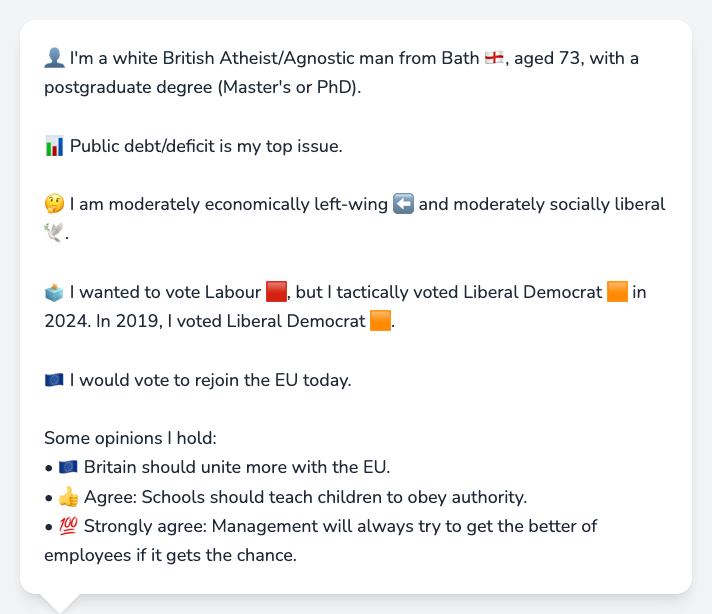 👤 I'm a white British Atheist/Agnostic man from Bath 🏴󠁧󠁢󠁥󠁮󠁧󠁿, aged 73, with a
postgraduate degree (Master's or PhD).
📊 Public debt/deficit is my top issue.
🤔 I am moderately economically left-wing ⬅️ and moderately socially liberal
🕊️.
🗳️ I wanted to vote Labour 🟥, but I tactically voted Liberal Democrat 🟧 in
2024. In 2019, I voted Liberal Democrat 🟧.
🇪🇺 I would vote to rejoin the EU today.
Some opinions I hold:
• 🇪🇺 Britain should unite more with the EU.
• 👍 Agree: Schools should teach children to obey authority.
• 💯 Strongly agree: Management will always try to get the better of
employees if it gets the chance.